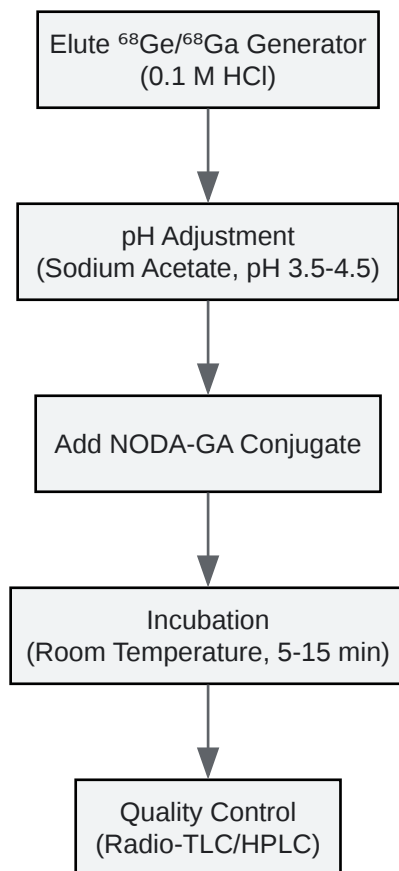 Elute ⁶⁸Ge/⁶⁸Ga Generator
(0.1 M HCl)
pH Adjustment
(Sodium Acetate, pH 3.5-4.5)
Add NODA-GA Conjugate
Incubation
(Room Temperature, 5-15 min)
Quality Control
(Radio-TLC/HPLC)